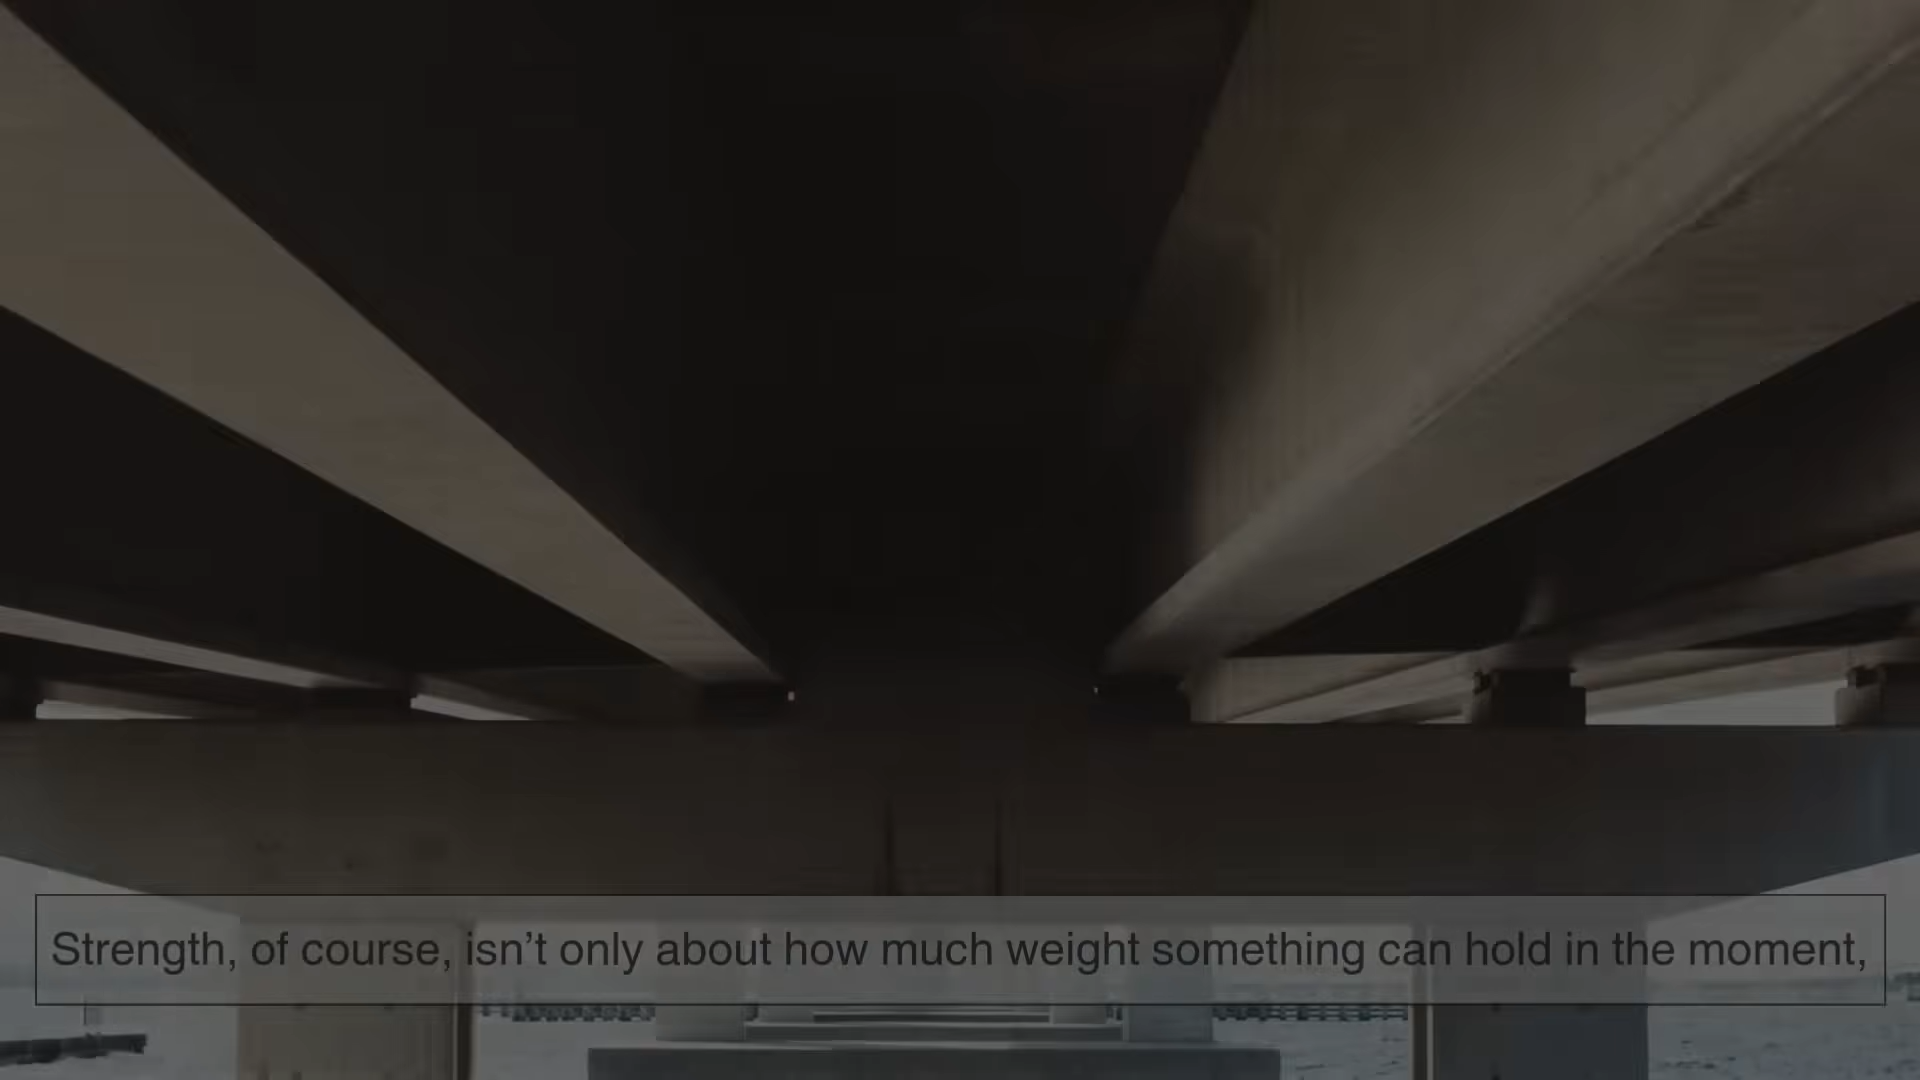 Strength, of course, isn’t only about how much weight something can hold in the moment,